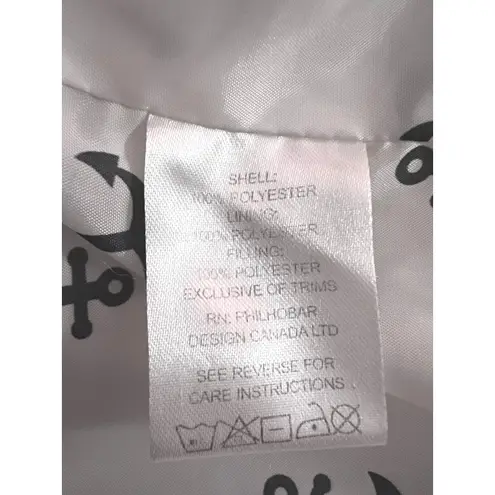 SHELL:
100% POLYESTER
LINING:
100% POLYESTER
FILLING:
100% POLYESTER
EXCLUSIVE OF TRIMS
RN: PHILHOBAR
DESIGN CANADA LTD
SEE REVERSE FOR
CARE INSTRUCTIONS